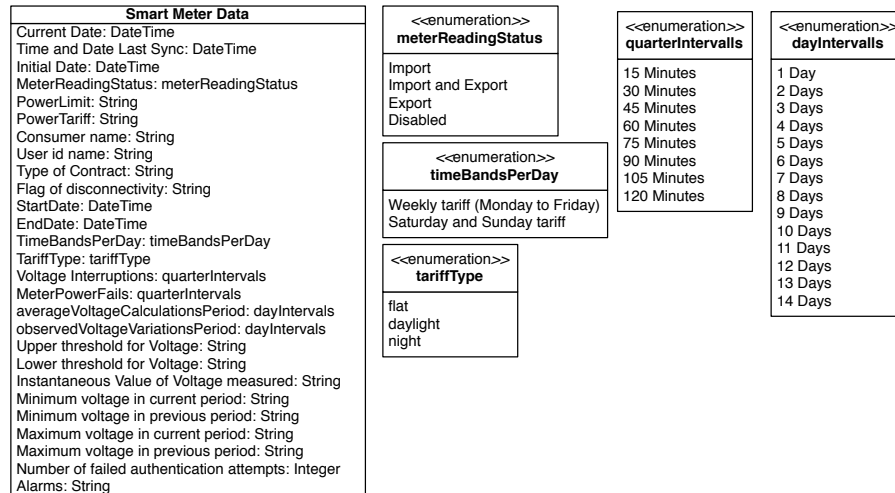 Smart Meter Data
Current Date: DateTime
Time and Date Last Sync: DateTime
Initial Date: DateTime
MeterReadingStatus: meterReadingStatus
PowerLimit: String
PowerTariff: String
Consumer name: String
User id name: String
Type of Contract: String
Flag of disconnectivity: String
StartDate: DateTime
EndDate: DateTime
TimeBandsPerDay: timeBandsPerDay
TariffType: tariffType
Voltage Interruptions: quarterIntervals
MeterPowerFails: quarterIntervals
averageVoltageCalculationsPeriod: dayIntervals
observedVoltageVariationsPeriod: dayIntervals
Upper threshold for Voltage: String
Lower threshold for Voltage: String
Instantaneous Value of Voltage measured: String
Minimum voltage in current period: String
Minimum voltage in previous period: String
Maximum voltage in current period: String
Maximum voltage in previous period: String
Number of failed authentication attempts: Integer
Alarms: String
<<enumeration>>
meterReadingStatus
Import
Import and Export
Export
Disabled
<<enumeration>>
timeBandsPerDay
Weekly tariff (Monday to Friday)
Saturday and Sunday tariff
<<enumeration>>
tariffType
flat
daylight
night
<<enumeration>>
quarterIntervalls
15 Minutes
30 Minutes
45 Minutes
60 Minutes
75 Minutes
90 Minutes
105 Minutes
120 Minutes
<<enumeration>>
dayIntervalls
1 Day
2 Days
3 Days
4 Days
5 Days
6 Days
7 Days
8 Days
9 Days
10 Days
11 Days
12 Days
13 Days
14 Days